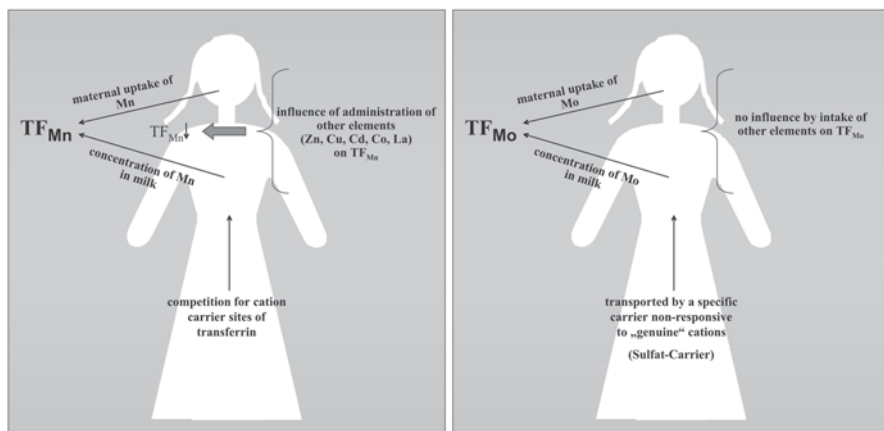 maternal uptake of
Mn
TFMn
TFMn↓
concentration of Mn
in milk
influence of administration of
other elements
(Zn, Cu, Cd, Co, La)
on TFMn
competition for cation
carrier sites of
transferrin
maternal uptake of
Mo
TFMo
concentration of Mo
in milk
no influence by intake of
other elements on TFMo
transported by a specific
carrier non-responsive
to „genuine“ cations
(Sulfat-Carrier)